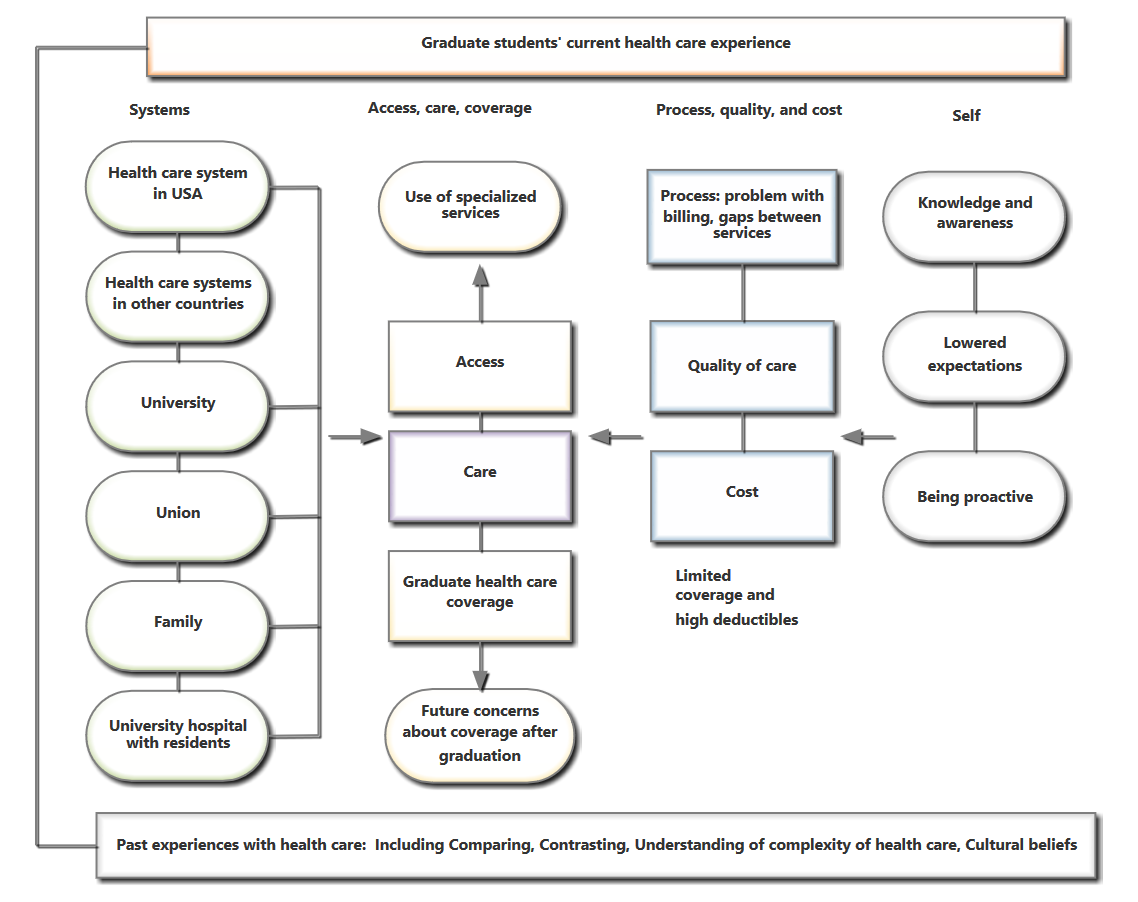 Graduate students' current health care experience
Systems
Access, care, coverage
Process, quality, and cost
Self
Health care system
in USA
Health care systems
in other countries
University
Union
Family
University hospital
with residents
Use of specialized
services
Access
Care
Graduate health care
coverage
Future concerns
about coverage after
graduation
Process: problem with
billing, gaps between
services
Quality of care
Cost
Limited
coverage and
high deductibles
Knowledge and
awareness
Lowered
expectations
Being proactive
Past experiences with health care:  Including Comparing, Contrasting, Understanding of complexity of health care, Cultural beliefs